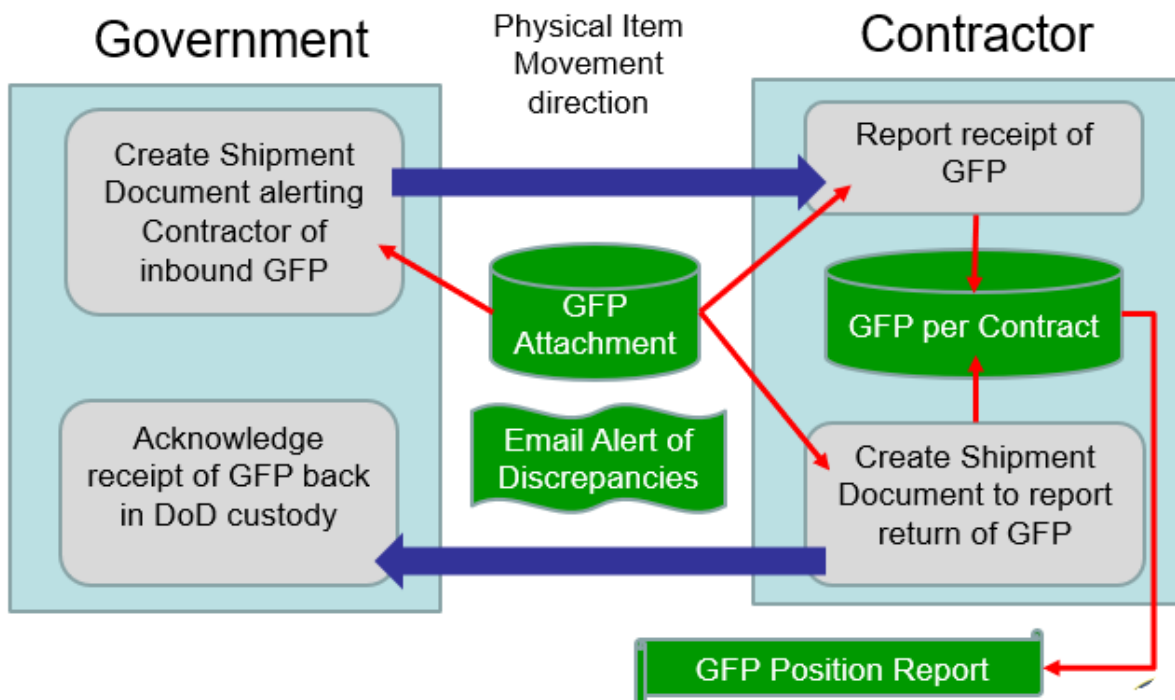 Government
Physical Item
Movement
direction
Contractor
Create Shipment
Document alerting
Contractor of
inbound GFP
Report receipt of
GFP
GFP
Attachment
GFP per Contract
Acknowledge
receipt of GFP back
in DoD custody
Email Alert of
Discrepancies
Create Shipment
Document to report
return of GFP
GFP Position Report